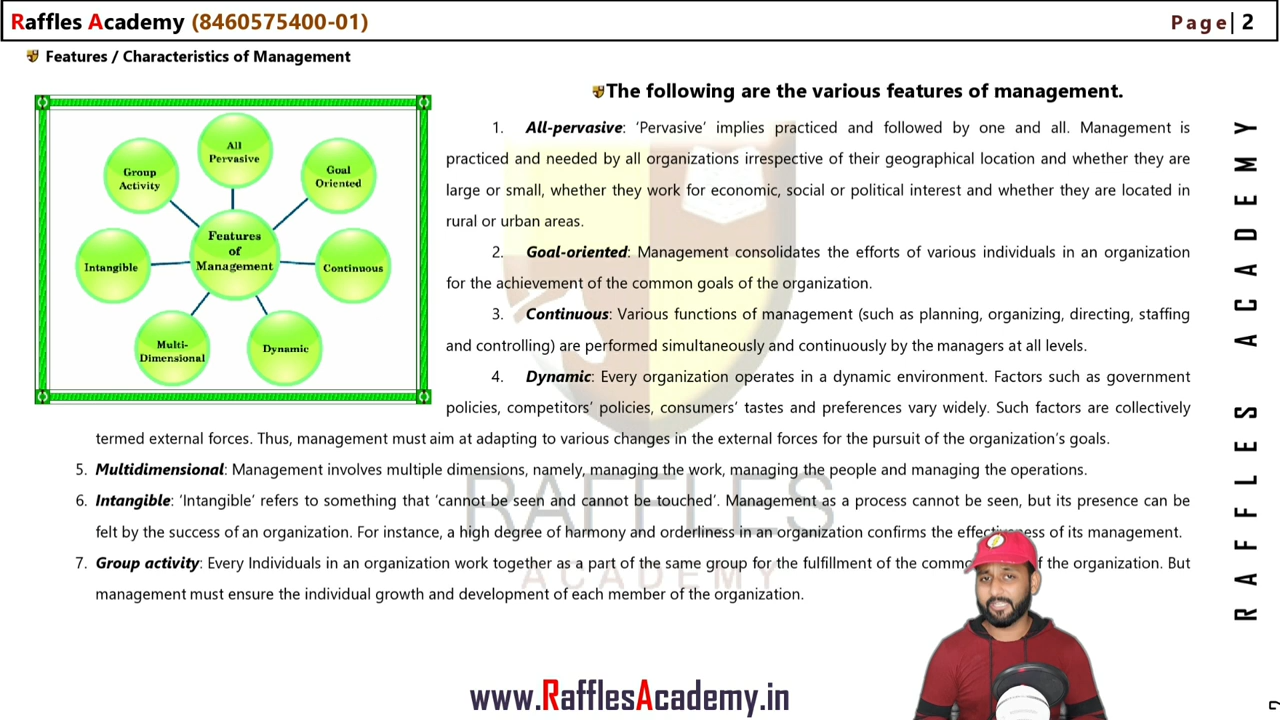 Raffles Academy (8460575400-01)
Page| 2
Features / Characteristics of Management
All
Pervasive
Group
Activity
Goal
Oriented
Features
of
Management
Intangible
Continuous
Multi-
Dimensional
Dynamic
The following are the various features of management.
1. All-pervasive: ‘Pervasive’ implies practiced and followed by one and all. Management is
practiced and needed by all organizations irrespective of their geographical location and whether they are
large or small, whether they work for economic, social or political interest and whether they are located in
rural or urban areas.
2. Goal-oriented: Management consolidates the efforts of various individuals in an organization
for the achievement of the common goals of the organization.
3. Continuous: Various functions of management (such as planning, organizing, directing, staffing
and controlling) are performed simultaneously and continuously by the managers at all levels.
4. Dynamic: Every organization operates in a dynamic environment. Factors such as government
policies, competitors’ policies, consumers’ tastes and preferences vary widely. Such factors are collectively
termed external forces. Thus, management must aim at adapting to various changes in the external forces for the pursuit of the organization’s goals.
5. Multidimensional: Management involves multiple dimensions, namely, managing the work, managing the people and managing the operations.
6. Intangible: ‘Intangible’ refers to something that ‘cannot be seen and cannot be touched’. Management as a process cannot be seen, but its presence can be
felt by the success of an organization. For instance, a high degree of harmony and orderliness in an organization confirms the of its management.
7. Group activity: Every Individuals in an organization work together as a part of the same group for the fulfillment of the of the organization. But
management must ensure the individual growth and development of each member of the organization.
RAFFLES
ACADEMY
RAFFLES ACADEMY
www.RafflesAcademy.in